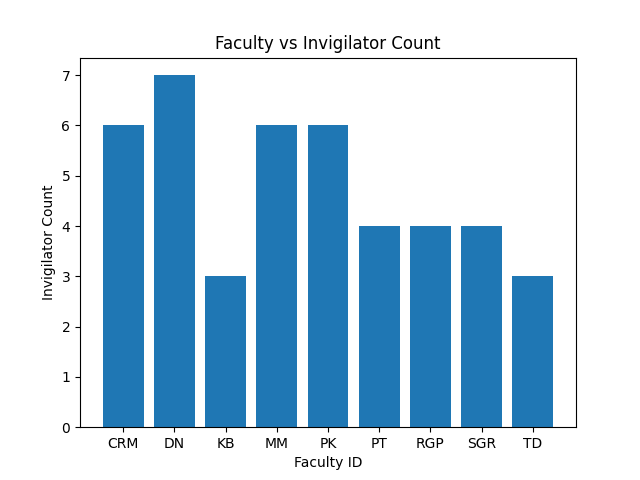 Faculty vs Invigilator Count
7
6
5
4
3
2
1
0
Invigilator Count
CRM DN KB MM PK PT RGP SGR TD
Faculty ID